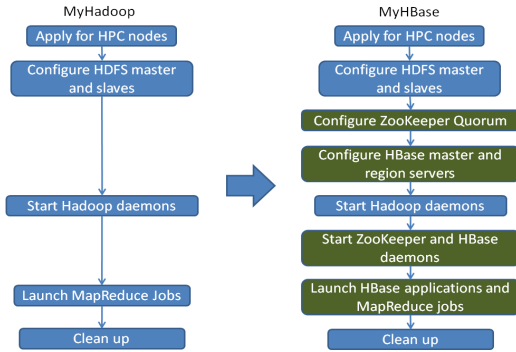 MyHadoop
Apply for HPC nodes
Configure HDFS master
and slaves
Start Hadoop daemons
Launch MapReduce Jobs
Clean up
MyHBase
Apply for HPC nodes
Configure HDFS master
and slaves
Configure ZooKeeper Quorum
Configure HBase master and
region servers
Start Hadoop daemons
Start ZooKeeper and HBase
daemons
Launch HBase applications and
MapReduce jobs
Clean up